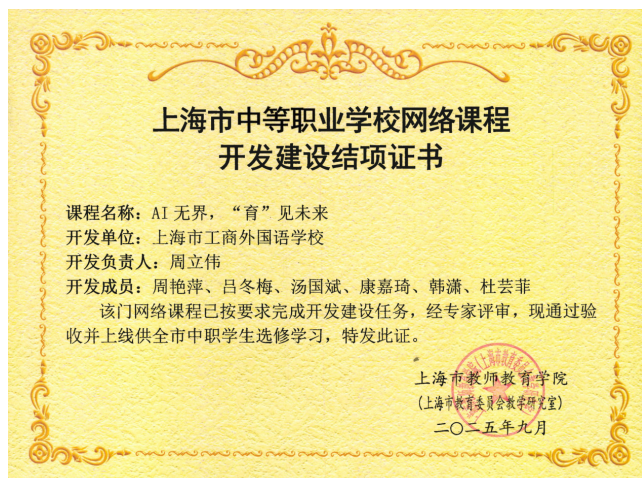 上海市中等职业学校网络课程
开发建设结项证书
课程名称：AI无界，“育”见未来
开发单位：上海市工商外国语学校
开发负责人：周立伟
开发成员：周艳萍、吕冬梅、汤国斌、康嘉琦、韩潇、杜芸菲
该门网络课程已按要求完成开发建设任务，经专家评审，现通过验
收并上线供全市中职学生选修学习，特发此证。
上海市教师教育学院
（上海市教育委员会教学研究室）
二〇二五年九月